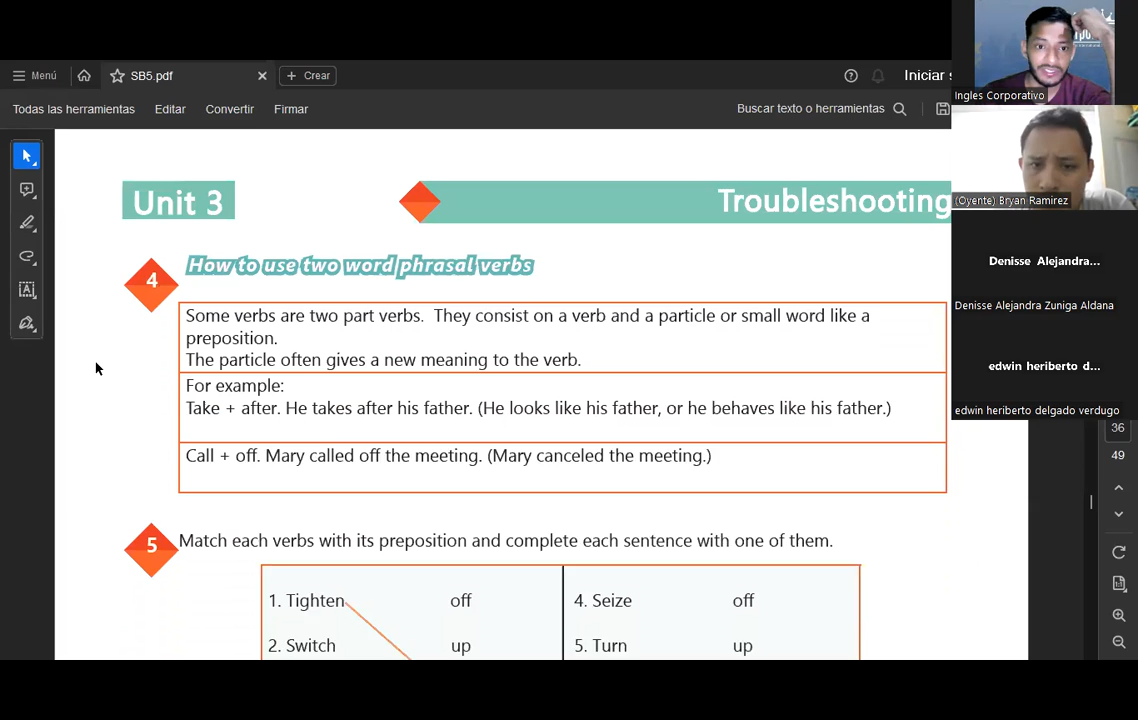 Menú
SB5.pdf
Crear
Iniciar s
Todas las herramientas
Editar
Convertir
Firmar
Buscar texto o herramientas
Ingles Corporativo
(Oyente) Bryan Ramirez
Denisse Alejandra...
Denisse Alejandra Zuniga Aldana
edwin heriberto d...
edwin heriberto delgado verdugo
36
49
Unit 3
Troubleshooting
4
How to use two word phrasal verbs
Some verbs are two part verbs. They consist on a verb and a particle or small word like a
preposition.
The particle often gives a new meaning to the verb.
For example:
Take + after. He takes after his father. (He looks like his father, or he behaves like his father.)
Call + off. Mary called off the meeting. (Mary canceled the meeting.)
5
Match each verbs with its preposition and complete each sentence with one of them.
1. Tighten off 4. Seize off
2. Switch up 5. Turn up